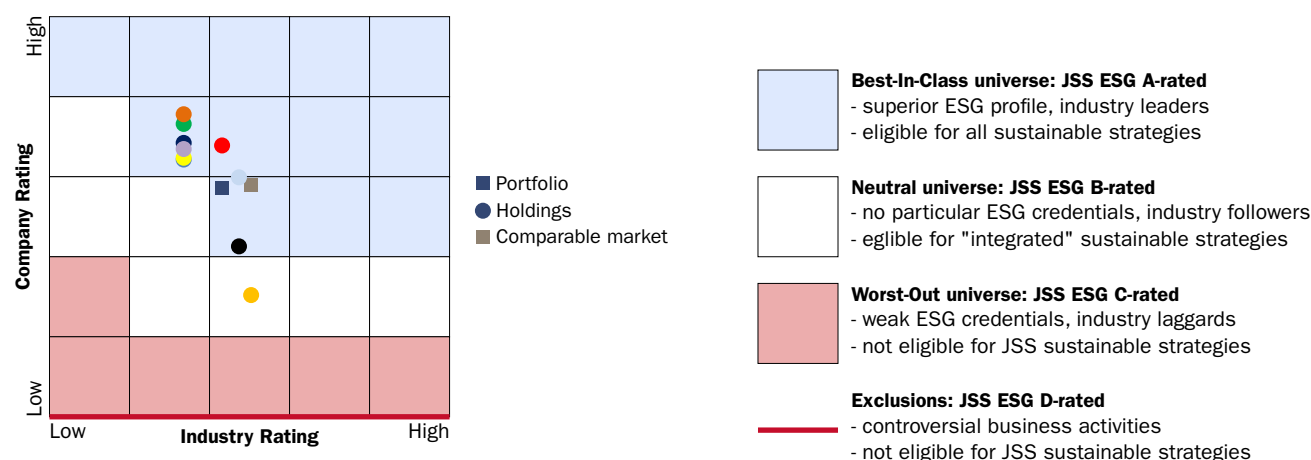 High
Company Rating
Low
Low
Industry Rating
High
Portfolio
Holdings
Comparable market
Best-In-Class universe: JSS ESG A-rated
- superior ESG profile, industry leaders
- eligible for all sustainable strategies
Neutral universe: JSS ESG B-rated
- no particular ESG credentials, industry followers
- eglible for "integrated" sustainable strategies
Worst-Out universe: JSS ESG C-rated
- weak ESG credentials, industry laggards
- not eligible for JSS sustainable strategies
Exclusions: JSS ESG D-rated
- controversial business activities
- not eligible for JSS sustainable strategies